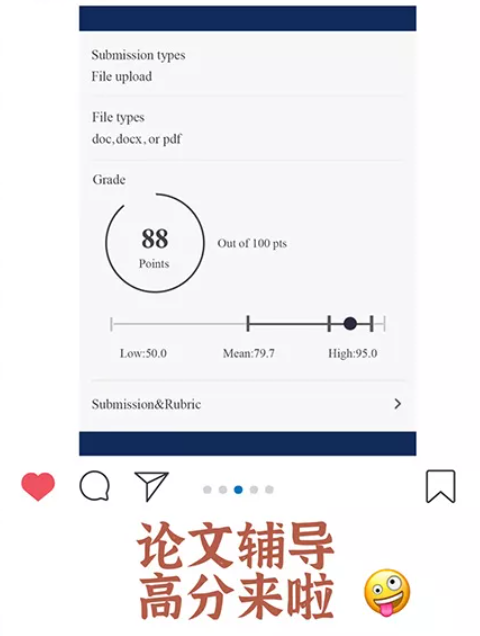 Submission types
File upload
File types
doc,docx, or pdf
Grade
88
Points
Out of 100 pts
Low:50.0 Mean:79.7 High:95.0
Submission&Rubric
论文辅导
高分来啦